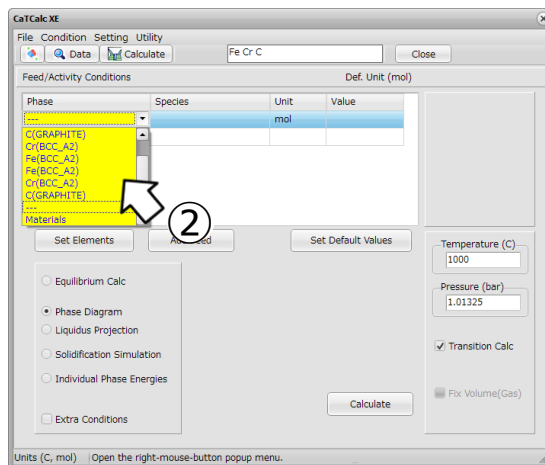 CaTCalc XE
File Condition Setting Utility
Data Calculate Fe Cr C Close
Feed/Activity Conditions Def. Unit (mol)
Phase Species Unit Value
--- mol
C(GRAPHITE)
Cr(BCC_A2)
Fe(BCC_A2)
Fe(BCC_A2)
Cr(BCC_A2)
C(GRAPHITE)
---
Materials
②
Set Elements Set Default Values
Temperature (C)
1000
Pressure (bar)
1.01325
Transition Calc
Fix Volume(Gas)
Equilibrium Calc
Phase Diagram
Liquidus Projection
Solidification Simulation
Individual Phase Energies
Extra Conditions
Calculate
Units (C, mol) Open the right-mouse-button popup menu.